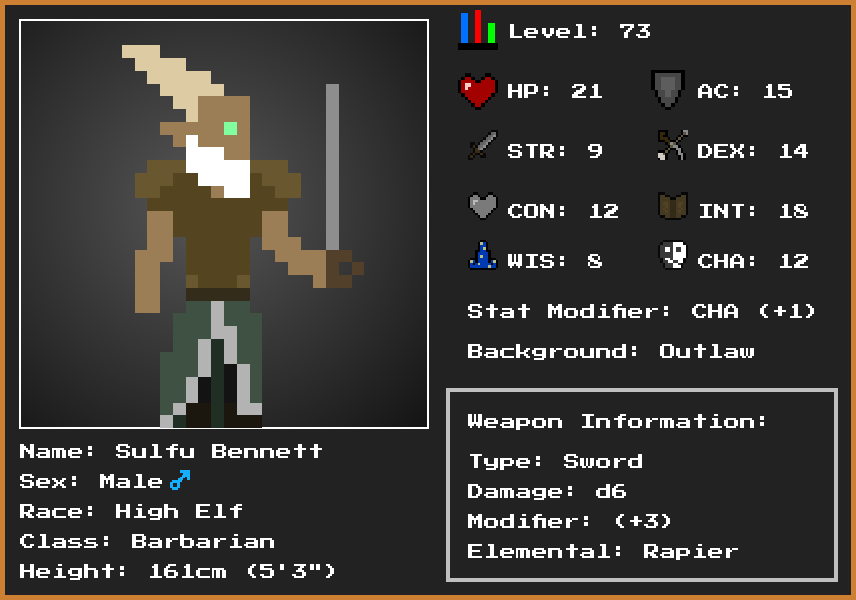 Level: 73
HP: 21
AC: 15
STR: 9
DEX: 14
CON: 12
INT: 18
WIS: 8
CHA: 12
Stat Modifier: CHA (+1)
Background: Outlaw
Weapon Information:
Type: Sword
Damage: d6
Modifier: (+3)
Elemental: Rapier
Name: Sulfu Bennett
Sex: Male ♂
Race: High Elf
Class: Barbarian
Height: 161cm (5'3")